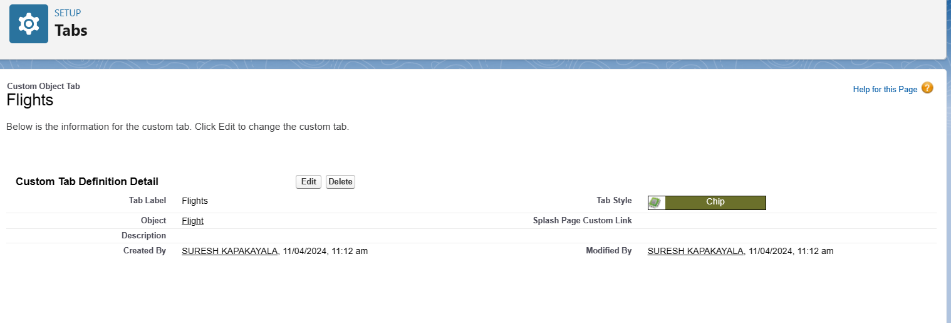 SETUP
Tabs
Custom Object Tab
Flights
Help for this Page ?
Below is the information for the custom tab. Click Edit to change the custom tab.
Custom Tab Definition Detail Edit Delete
Tab Label Flights Tab Style Chip
Object Flight Splash Page Custom Link
Description
Created By SURESH KAPAKAYALA, 11/04/2024, 11:12 am Modified By SURESH KAPAKAYALA, 11/04/2024, 11:12 am